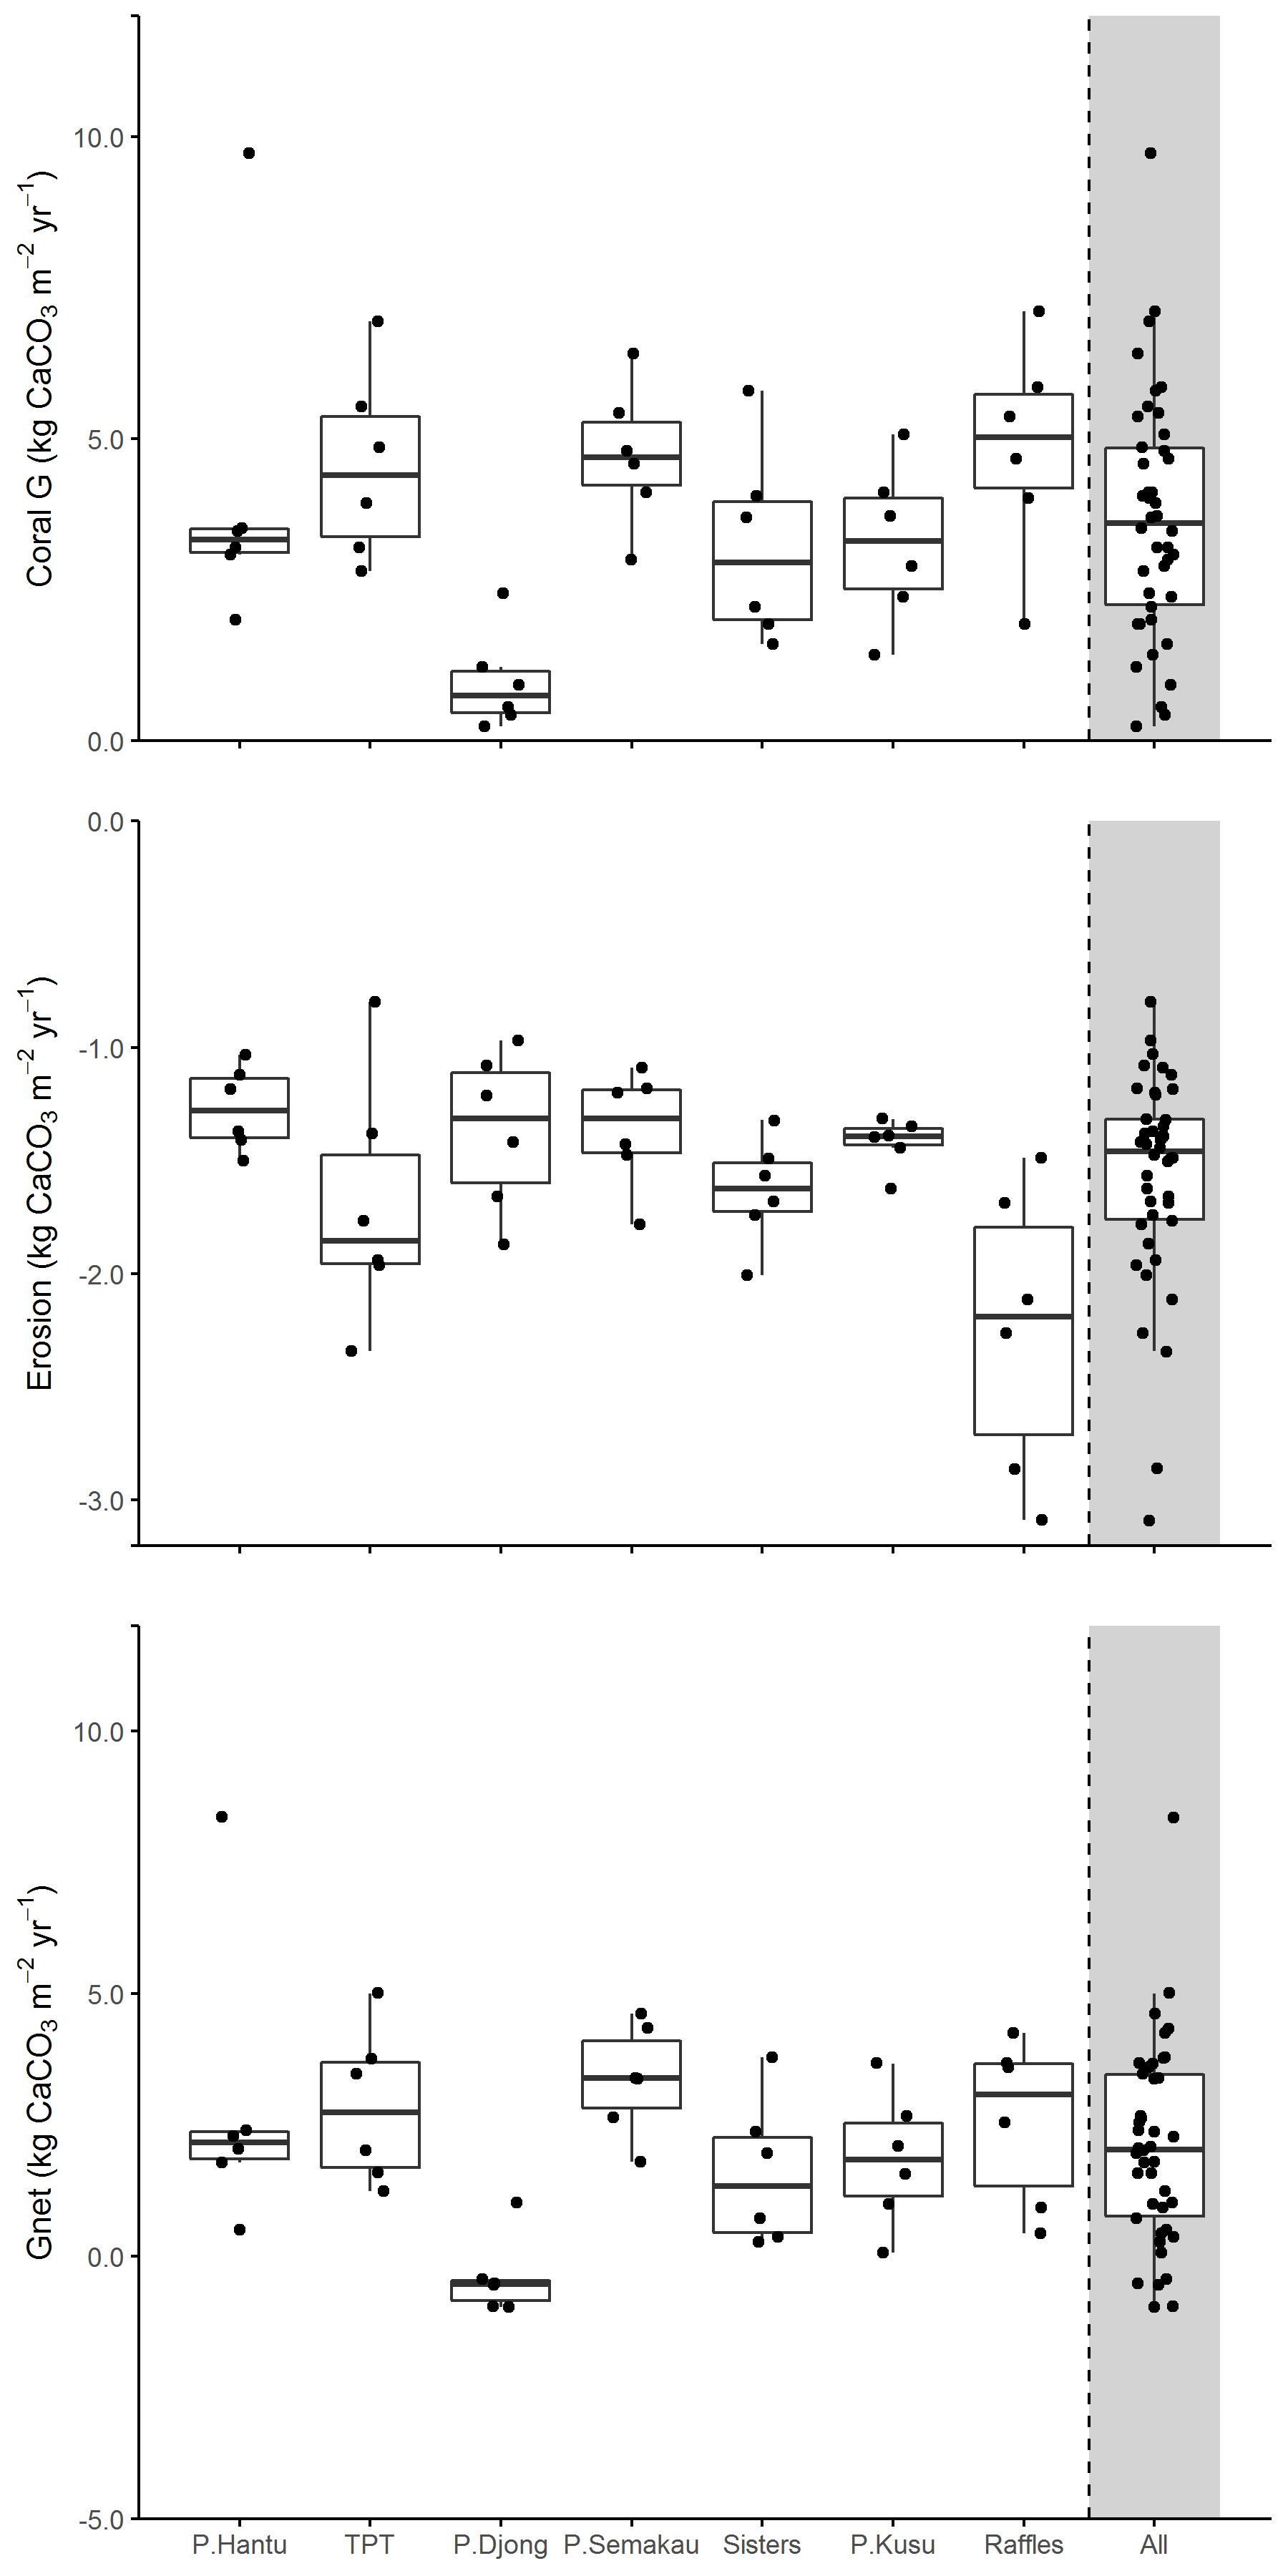 Coral G (kg CaCO₃ m⁻² yr⁻¹)
10.0
5.0
0.0
Erosion (kg CaCO₃ m⁻² yr⁻¹)
0.0
-1.0
-2.0
-3.0
Gnet (kg CaCO₃ m⁻² yr⁻¹)
10.0
5.0
0.0
-5.0
P.Hantu TPT P.Djong P.Semakau Sisters P.Kusu Raffles All